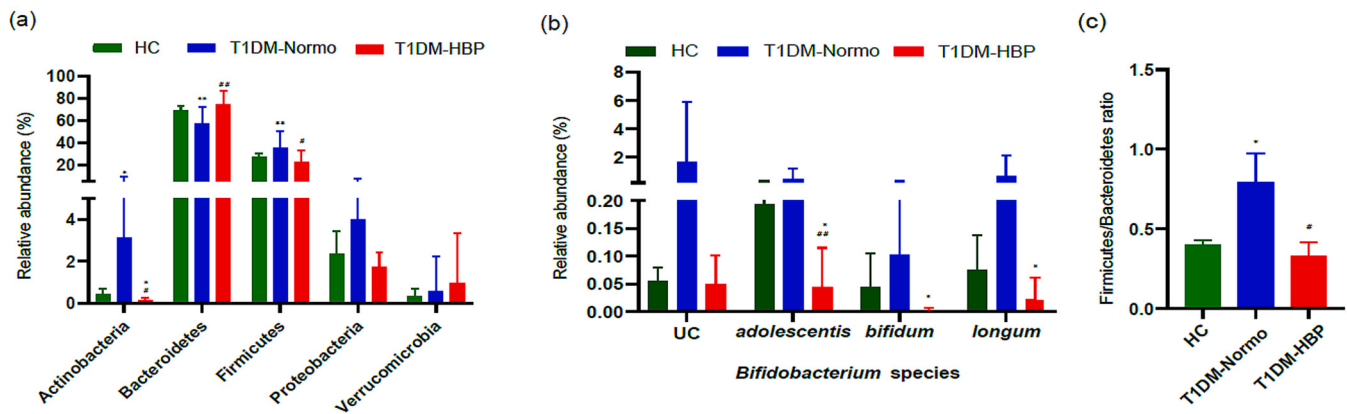 (a)
HC T1DM-Normo T1DM-HBP
Relative abundance (%)
100
80
60
40
20
4
2
0
*
*
#
**
##
**
#
Actinobacteria
Bacteroidetes
Firmicutes
Proteobacteria
Verrucomicrobia
(b)
HC T1DM-Normo T1DM-HBP
Relative abundance (%)
8
6
4
2
0.20
0.15
0.10
0.05
0.00
*
##
*
*
UC adolescentis bifidum longum
Bifidobacterium species
(c)
Firmicutes/Bacteroidetes ratio
1.5
1.0
0.5
0.0
*
#
HC
T1DM-Normo
T1DM-HBP